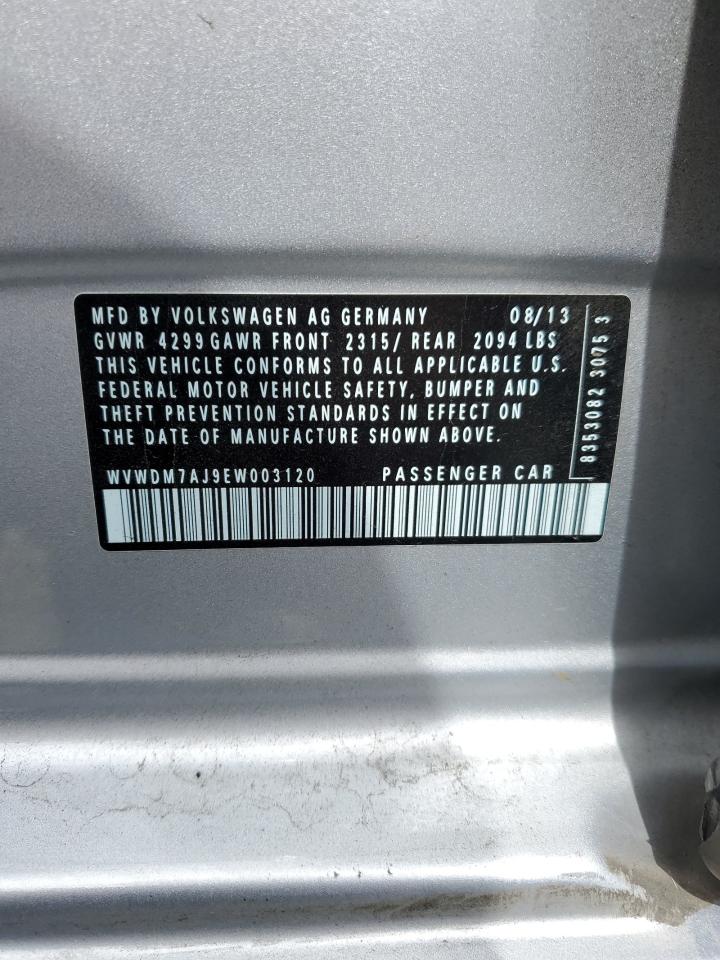 MFD BY VOLKSWAGEN AG GERMANY 08/13
GVWR 4299 GAWR FRONT 2315/ REAR 2094 LBS
THIS VEHICLE CONFORMS TO ALL APPLICABLE U.S.
FEDERAL MOTOR VEHICLE SAFETY, BUMPER AND
THEFT PREVENTION STANDARDS IN EFFECT ON
THE DATE OF MANUFACTURE SHOWN ABOVE.
WVWDM7AJ9EW003120 PASSENGER CAR
8353082 3075 3